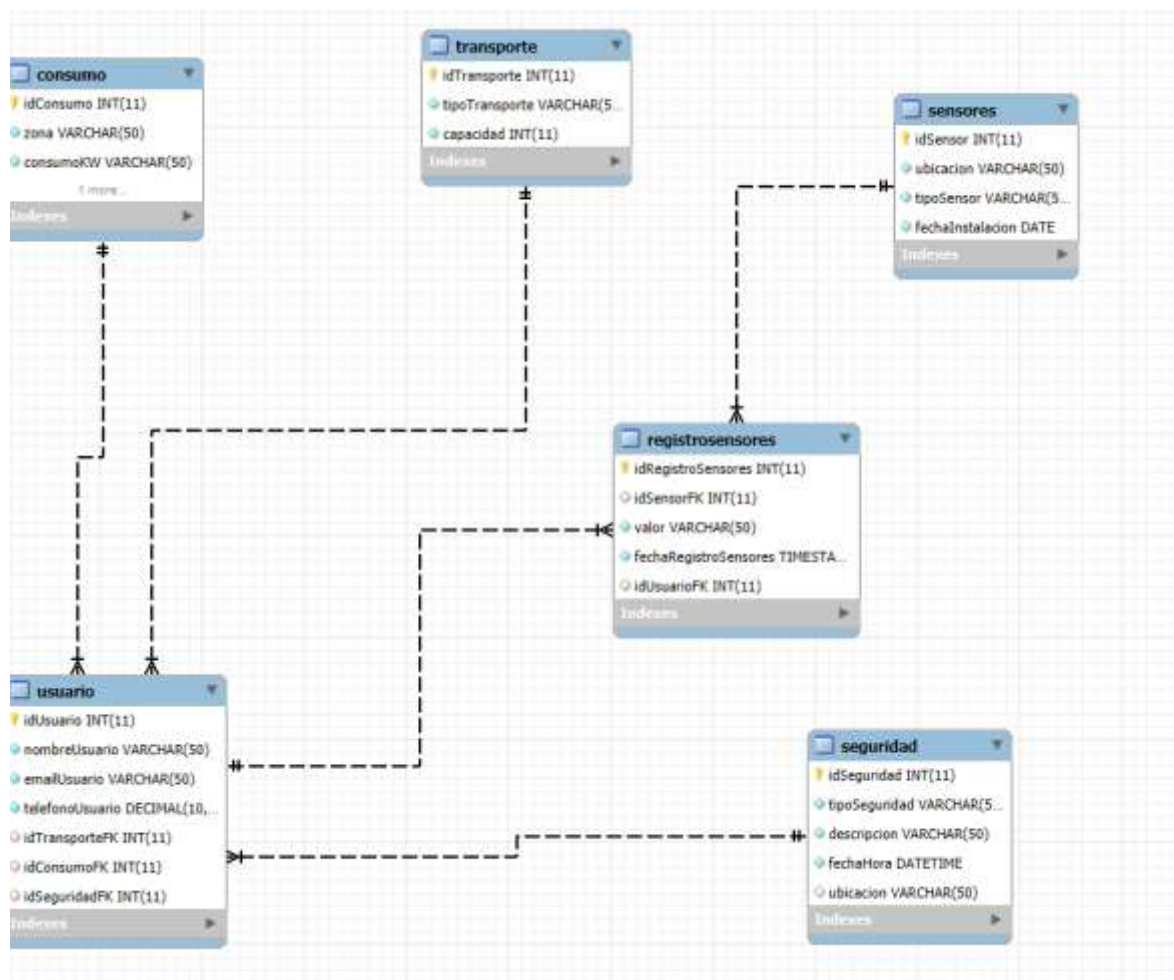 consumo
idConsumo INT(11)
zona VARCHAR(50)
consumoKW VARCHAR(50)
1 more...
Indexes
transporte
idTransporte INT(11)
tipoTransporte VARCHAR(5...
capacidad INT(11)
Indexes
sensores
idSensor INT(11)
ubicacion VARCHAR(50)
tipoSensor VARCHAR(5...
fechaInstalacion DATE
Indexes
registrosensores
idRegistroSensores INT(11)
idSensorFK INT(11)
valor VARCHAR(50)
fechaRegistroSensores TIMESTA...
idUsuarioFK INT(11)
Indexes
usuario
idUsuario INT(11)
nombreUsuario VARCHAR(50)
emailUsuario VARCHAR(50)
telefonoUsuario DECIMAL(10,...
idTransporteFK INT(11)
idConsumoFK INT(11)
idSeguridadFK INT(11)
Indexes
seguridad
idSeguridad INT(11)
tipoSeguridad VARCHAR(5...
descripcion VARCHAR(50)
fechaHora DATETIME
ubicacion VARCHAR(50)
Indexes